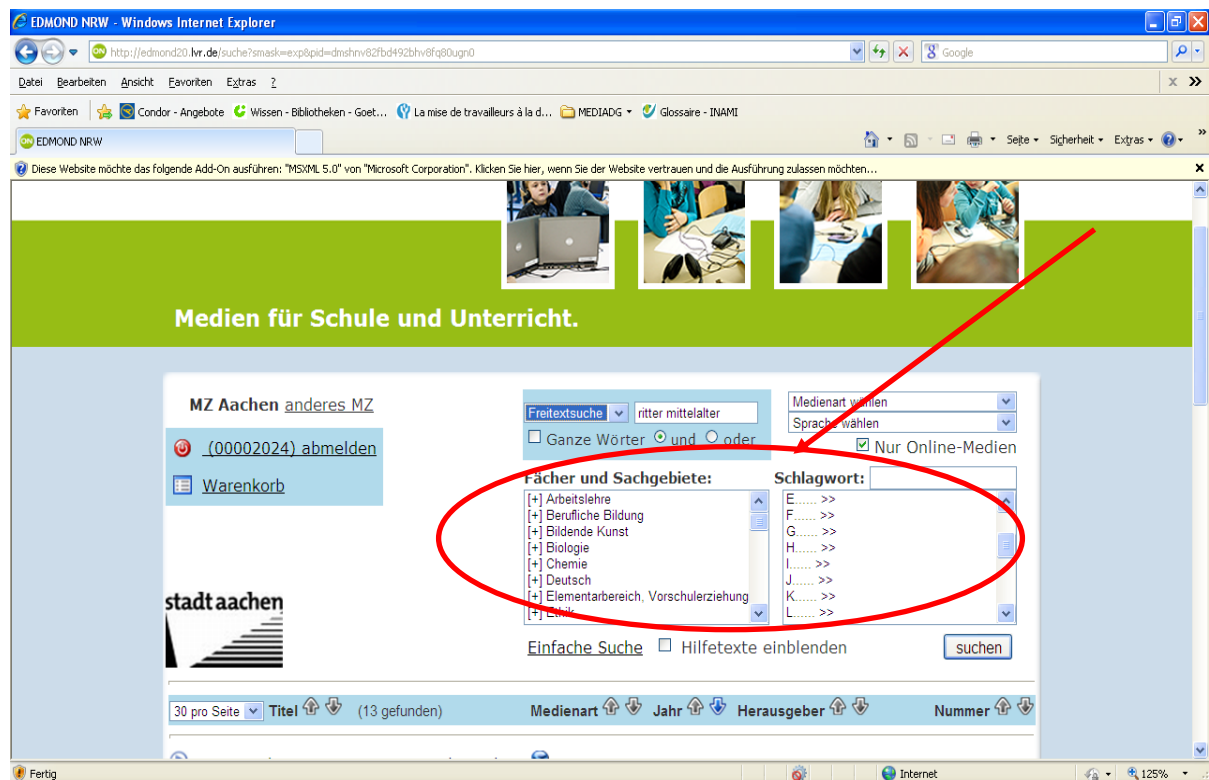 EDMOND NRW - Windows Internet Explorer
http://edmond20.lvr.de/suche?smask=exp&pid=dmshnv82fbd492bhv8fq80ugn0
Google
Datei Bearbeiten Ansicht Favoriten Extras ?
Favoriten Condor - Angebote Wissen - Bibliotheken - Goet... La mise de travailleurs à la d... MEDIADG Glossaire - INAMI
EDMOND NRW
Seite Sicherheit Extras
Diese Website möchte das folgende Add-On ausführen: "MSXML 5.0" von "Microsoft Corporation". Klicken Sie hier, wenn Sie der Website vertrauen und die Ausführung zulassen möchten...
Medien für Schule und Unterricht.
MZ Aachen anderes MZ
(00002024) abmelden
Warenkorb
stadt aachen
Freitextsuche ritter mittelalter
Ganze Wörter und oder
Medienart wählen
Sprache wählen
Nur Online-Medien
Fächer und Sachgebiete:
[+] Arbeitslehre
[+] Berufliche Bildung
[+] Bildende Kunst
[+] Biologie
[+] Chemie
[+] Deutsch
[+] Elementarbereich, Vorschulerziehung
[+] Ethik
Schlagwort:
E...... >>
F...... >>
G...... >>
H...... >>
I...... >>
J...... >>
K...... >>
L...... >>
Einfache Suche Hilfetexte einblenden suchen
30 pro Seite Titel (13 gefunden) Medienart Jahr Herausgeber Nummer
Fertig Internet 125%